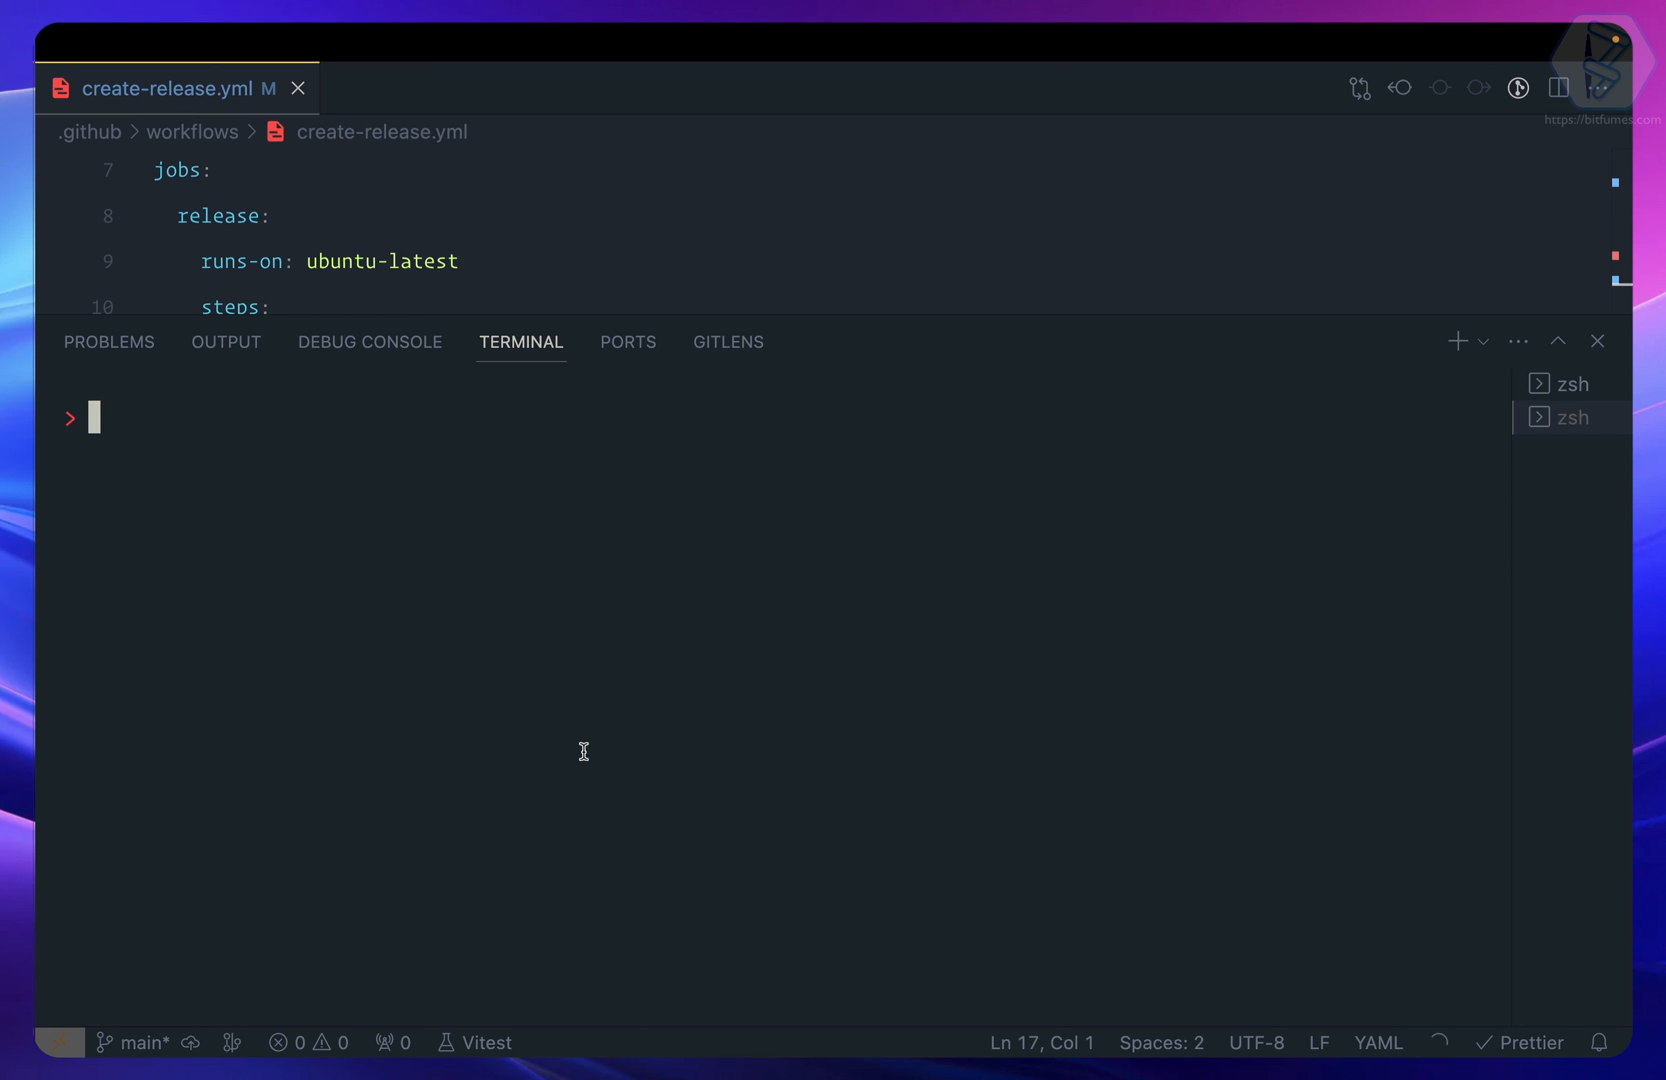 create-release.yml M
https://bitfumes.com
.github > workflows > create-release.yml
7 jobs:
8 release:
9 runs-on: ubuntu-latest
10 steps:
PROBLEMS OUTPUT DEBUG CONSOLE TERMINAL PORTS GITLENS
zsh
> zsh
main* 0 0 0 Vitest Ln 17, Col 1 Spaces: 2 UTF-8 LF YAML Prettier